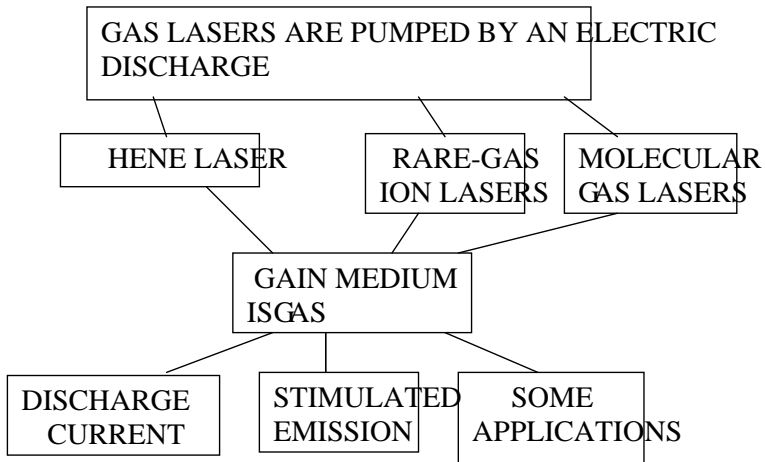 GAS LASERS ARE PUMPED BY AN ELECTRIC
DISCHARGE
HENE LASER
RARE-GAS
ION LASERS
MOLECULAR
GAS LASERS
GAIN MEDIUM
ISGAS
DISCHARGE
CURRENT
STIMULATED
EMISSION
SOME
APPLICATIONS